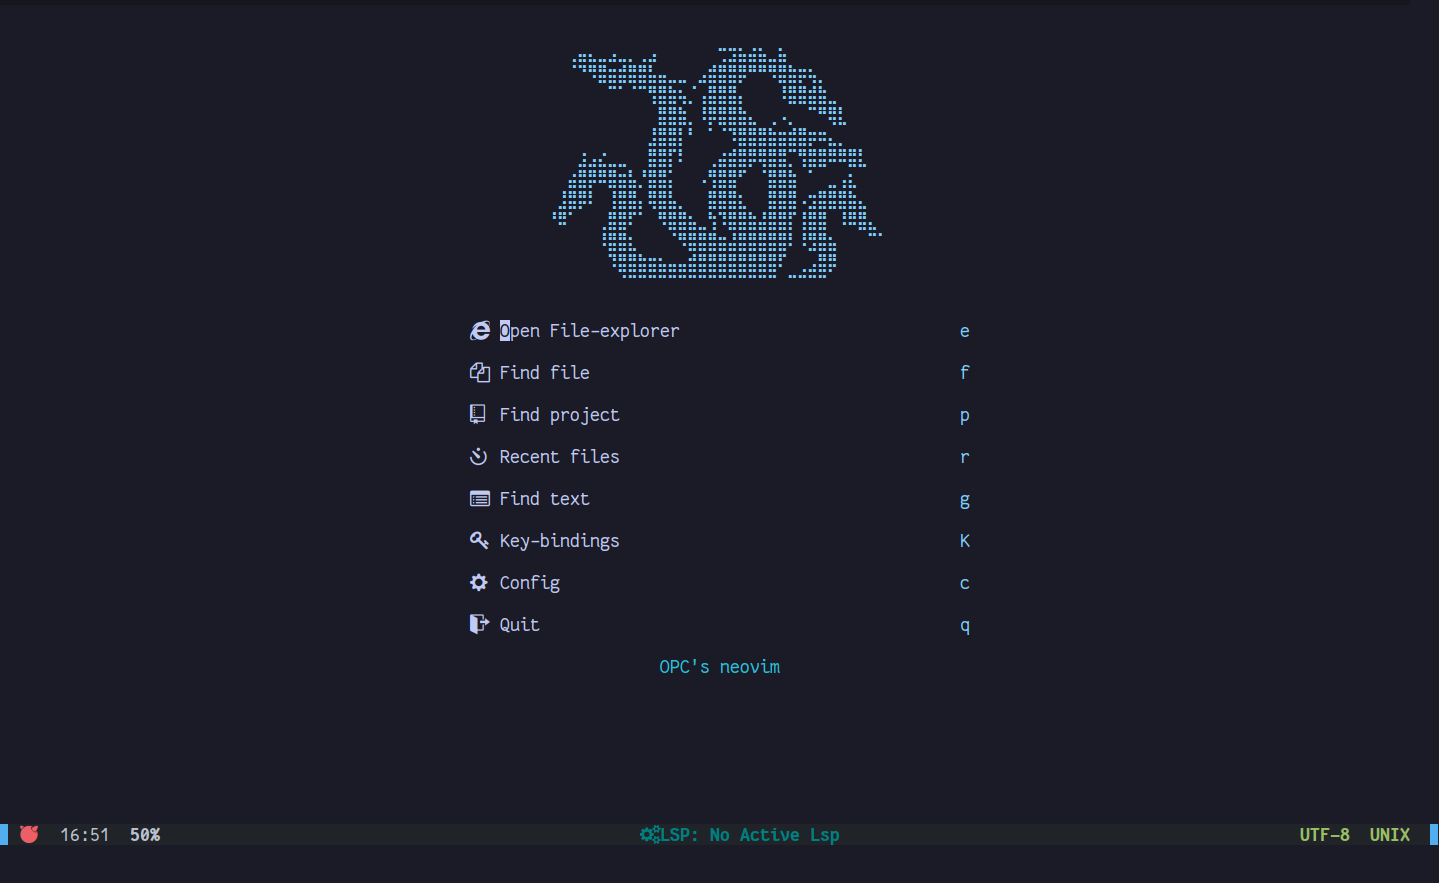 Open File-explorer e
Find file f
Find project p
Recent files r
Find text g
Key-bindings K
Config c
Quit q
OPC's neovim
16:51 50% LSP: No Active Lsp UTF-8 UNIX